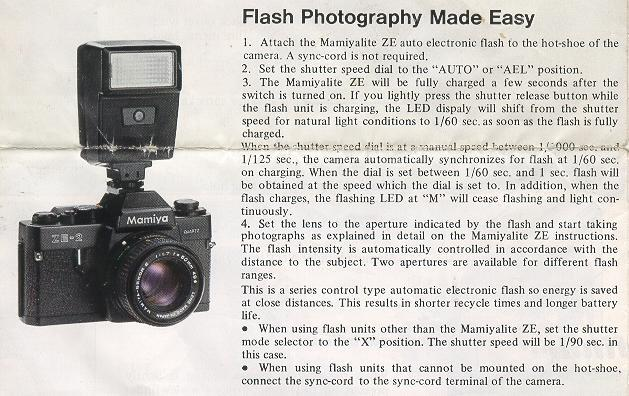 Flash Photography Made Easy
1. Attach the Mamiyalite ZE auto electronic flash to the hot-shoe of the
camera. A sync-cord is not required.
2. Set the shutter speed dial to the “AUTO” or “AEL” position.
3. The Mamiyalite ZE will be fully charged a few seconds after the
switch is turned on. If you lightly press the shutter release button while
the flash unit is charging, the LED dispaly will shift from the shutter
speed for natural light conditions to 1/60 sec. as soon as the flash is fully
charged.
When the shutter speed dial is at a manual speed between 1/1000 sec. and
1/125 sec., the camera automatically synchronizes for flash at 1/60 sec.
on charging. When the dial is set between 1/60 sec. and 1 sec. flash will
be obtained at the speed which the dial is set to. In addition, when the
flash charges, the flashing LED at “M” will cease flashing and light con-
tinuously.
4. Set the lens to the aperture indicated by the flash and start taking
photographs as explained in detail on the Mamiyalite ZE instructions.
The flash intensity is automatically controlled in accordance with the
distance to the subject. Two apertures are available for different flash
ranges.
This is a series control type automatic electronic flash so energy is saved
at close distances. This results in shorter recycle times and longer battery
life.
• When using flash units other than the Mamiyalite ZE, set the shutter
mode selector to the “X” position. The shutter speed will be 1/90 sec. in
this case.
• When using flash units that cannot be mounted on the hot-shoe,
connect the sync-cord to the sync-cord terminal of the camera.
Mamiya
ZE-2
QUARTZ